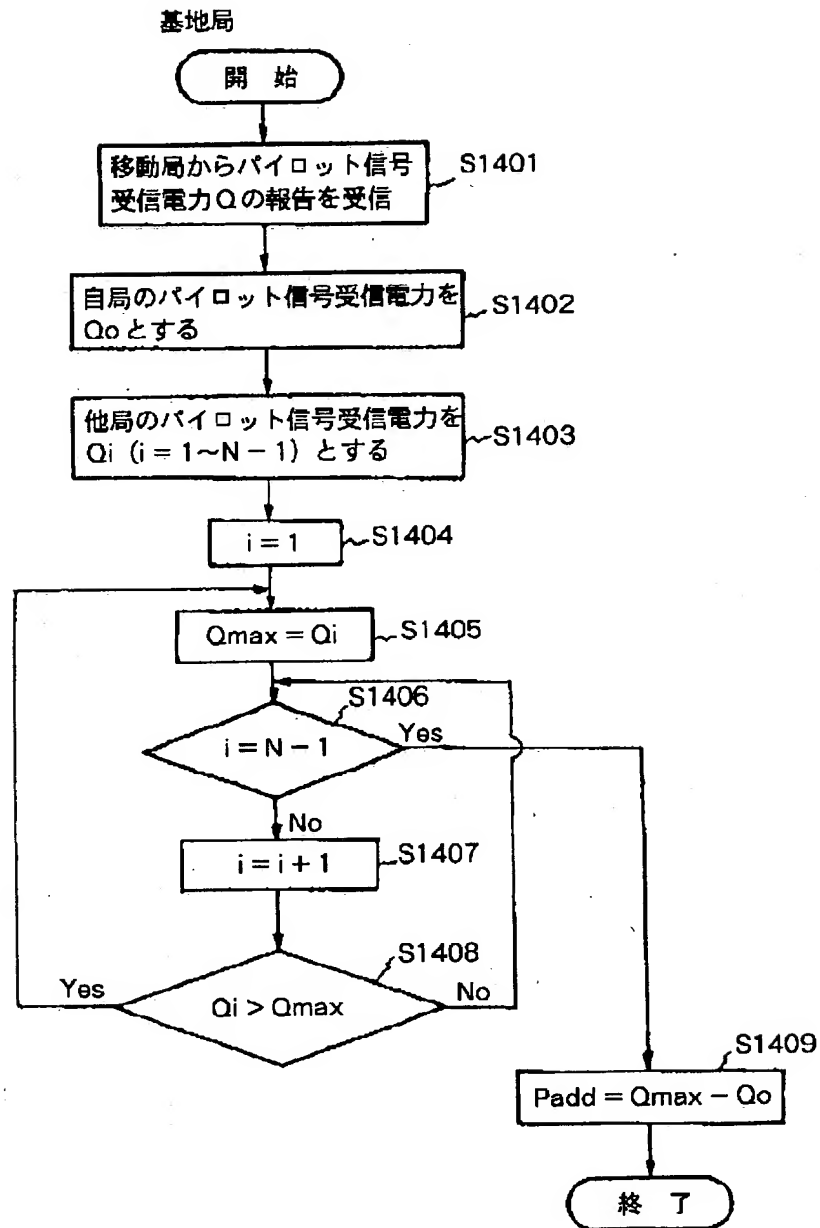 基地局
開 始
移動局からパイロット信号
受信電力Qの報告を受信
S1401
自局のパイロット信号受信電力を
Qoとする
S1402
他局のパイロット信号受信電力を
Qi (i = 1~N − 1) とする
S1403
i = 1
S1404
Qmax = Qi
S1405
S1406
i = N − 1
Yes
No
i = i + 1
S1407
S1408
Yes
Qi > Qmax
No
S1409
Padd = Qmax − Qo
終 了